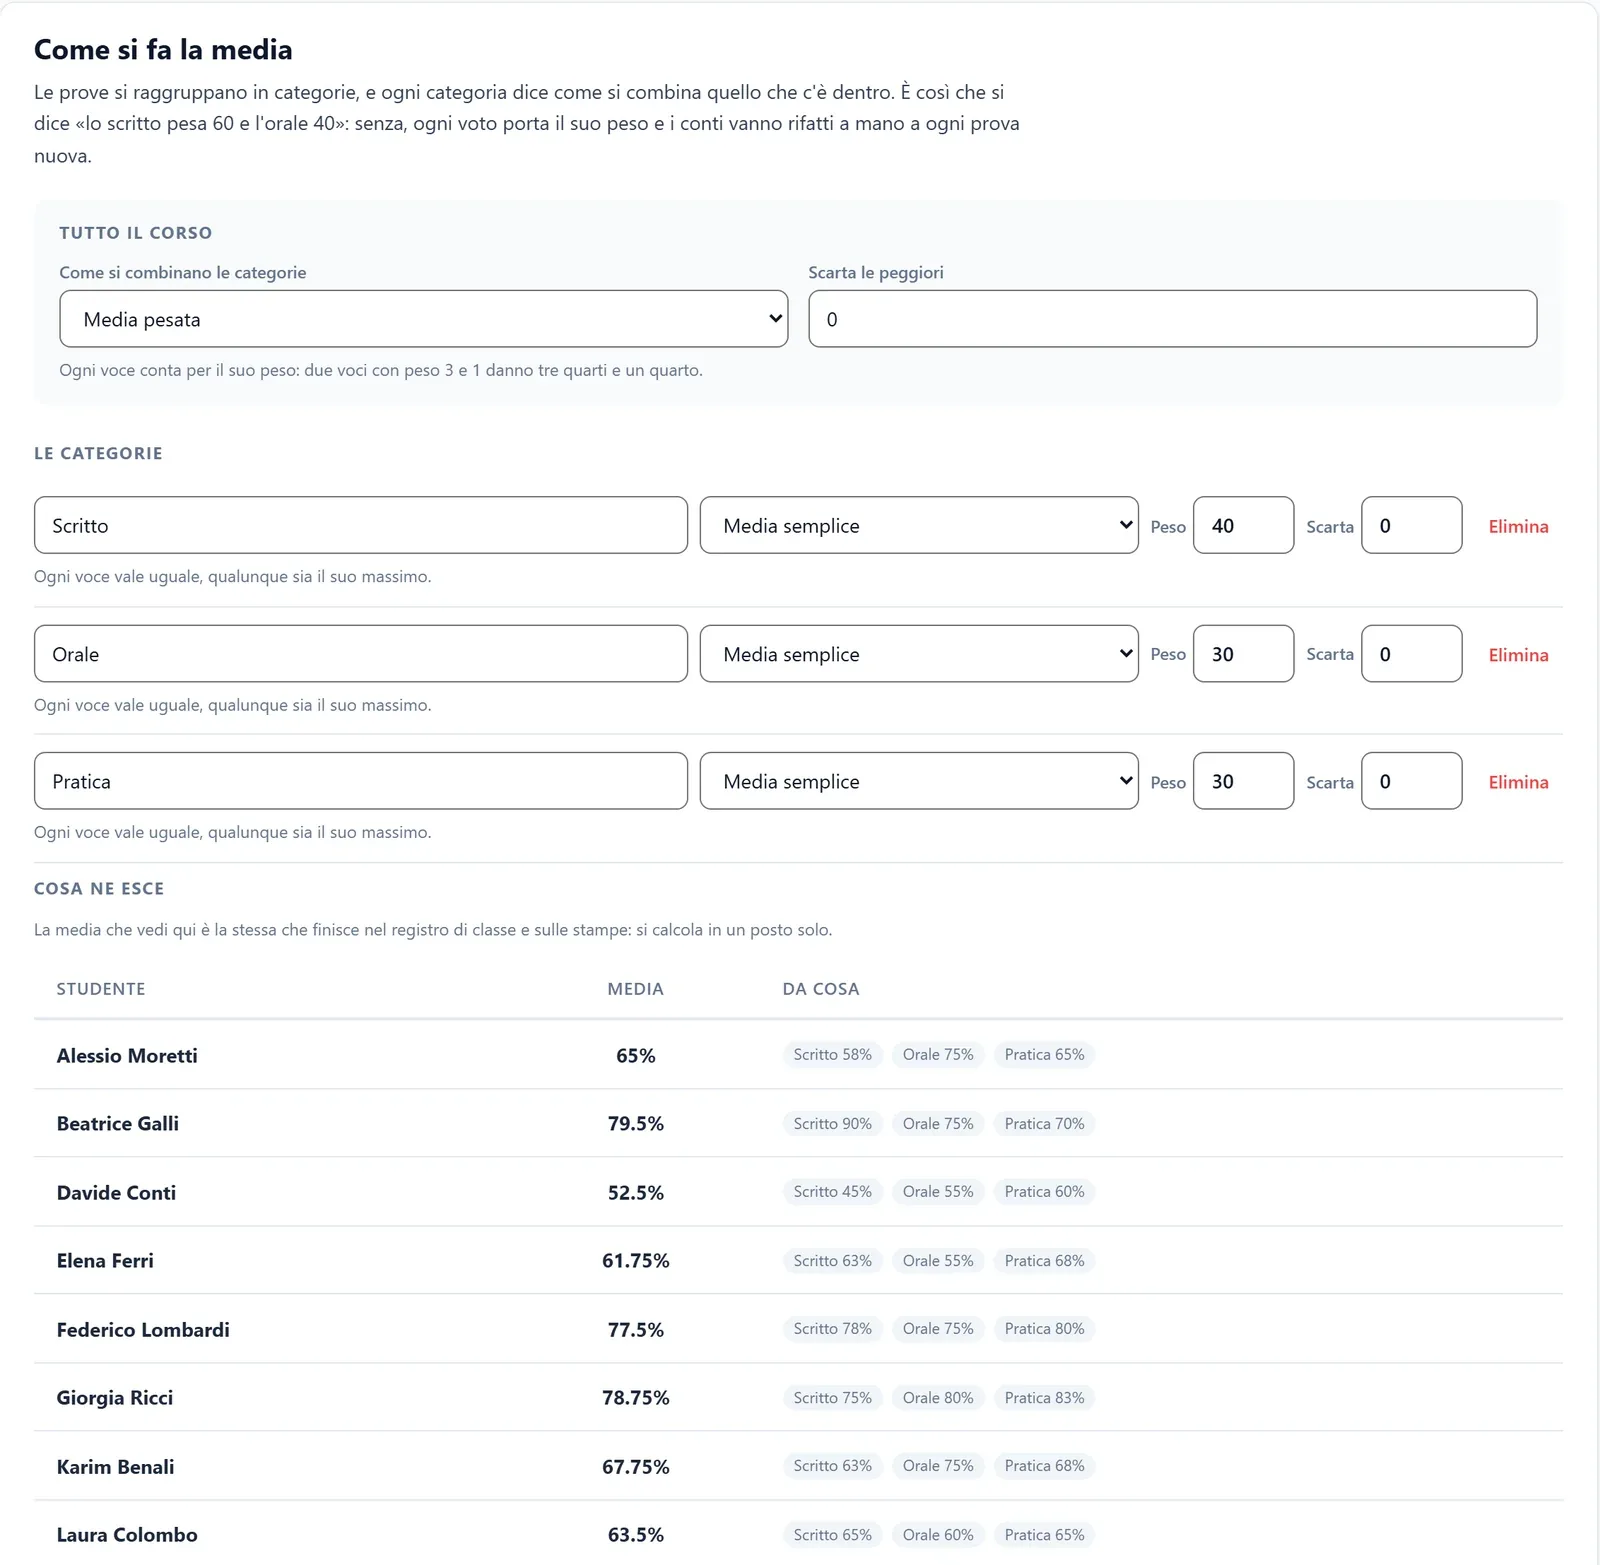 Come si fa la media
Le prove si raggruppano in categorie, e ogni categoria dice come si combina quello che c'è dentro. È così che si
dice «lo scritto pesa 60 e l'orale 40»: senza, ogni voto porta il suo peso e i conti vanno rifatti a mano a ogni prova
nuova.
TUTTO IL CORSO
Come si combinano le categorie Scarta le peggiori
Media pesata 0
Ogni voce conta per il suo peso: due voci con peso 3 e 1 danno tre quarti e un quarto.
LE CATEGORIE
Scritto Media semplice Peso 40 Scarta 0 Elimina
Ogni voce vale uguale, qualunque sia il suo massimo.
Orale Media semplice Peso 30 Scarta 0 Elimina
Ogni voce vale uguale, qualunque sia il suo massimo.
Pratica Media semplice Peso 30 Scarta 0 Elimina
Ogni voce vale uguale, qualunque sia il suo massimo.
COSA NE ESCE
La media che vedi qui è la stessa che finisce nel registro di classe e sulle stampe: si calcola in un posto solo.
STUDENTE MEDIA DA COSA
Alessio Moretti 65% Scritto 58% Orale 75% Pratica 65%
Beatrice Galli 79.5% Scritto 90% Orale 75% Pratica 70%
Davide Conti 52.5% Scritto 45% Orale 55% Pratica 60%
Elena Ferri 61.75% Scritto 63% Orale 55% Pratica 68%
Federico Lombardi 77.5% Scritto 78% Orale 75% Pratica 80%
Giorgia Ricci 78.75% Scritto 75% Orale 80% Pratica 83%
Karim Benali 67.75% Scritto 63% Orale 75% Pratica 68%
Laura Colombo 63.5% Scritto 65% Orale 60% Pratica 65%